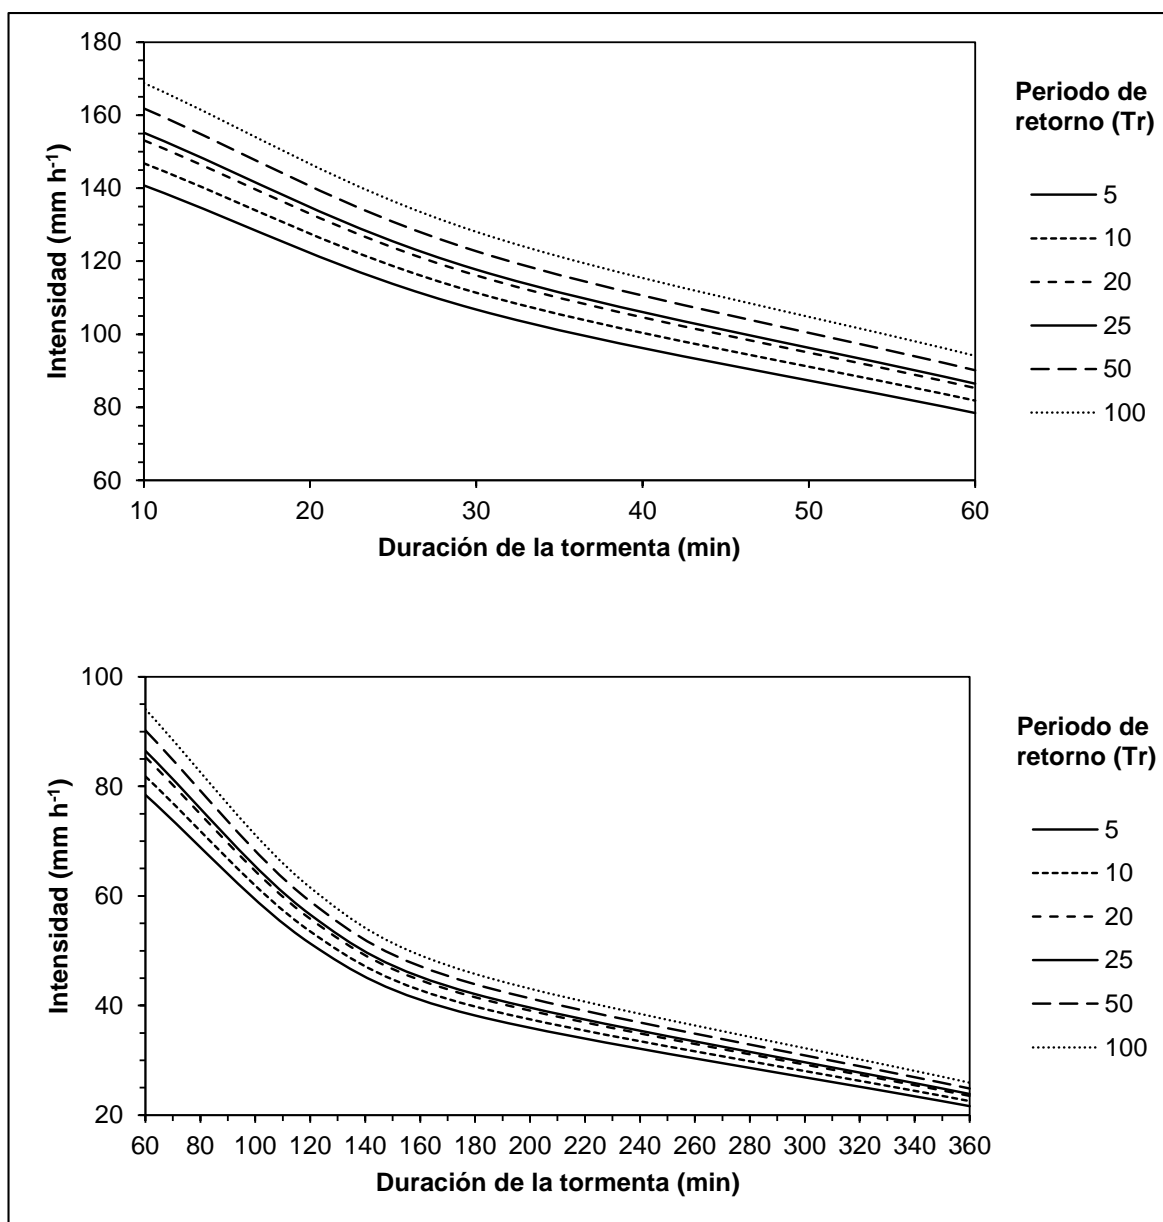 180
160
140
120
100
80
60
Intensidad (mm h-1)
10 20 30 40 50 60
Duración de la tormenta (min)
Periodo de
retorno (Tr)
5
10
20
25
50
100
100
80
60
40
20
Intensidad (mm h-1)
60 80 100 120 140 160 180 200 220 240 260 280 300 320 340 360
Duración de la tormenta (min)
Periodo de
retorno (Tr)
5
10
20
25
50
100